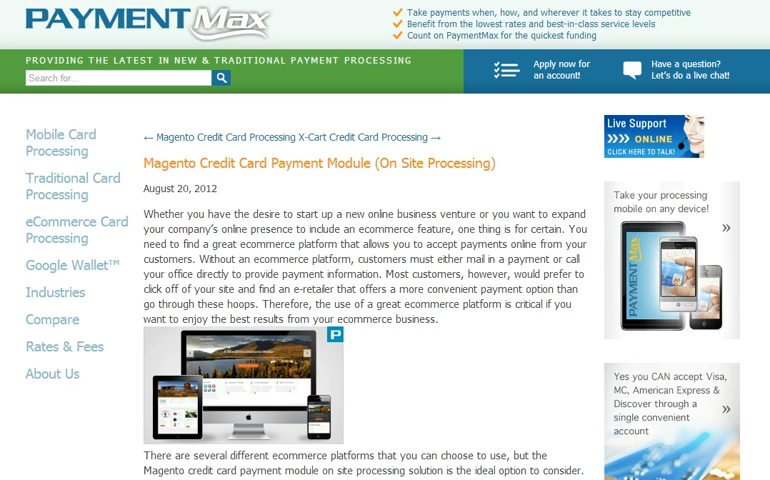 PAYMENTMax
Take payments when, how, and wherever it takes to stay competitive
Benefit from the lowest rates and best-in-class service levels
Count on PaymentMax for the quickest funding
PROVIDING THE LATEST IN NEW & TRADITIONAL PAYMENT PROCESSING
Search for...
Apply now for
an account!
Have a question?
Let's do a live chat!
Mobile Card
Processing
Traditional Card
Processing
eCommerce Card
Processing
Google Wallet™
Industries
Compare
Rates & Fees
About Us
← Magento Credit Card Processing X-Cart Credit Card Processing →
Magento Credit Card Payment Module (On Site Processing)
August 20, 2012
Whether you have the desire to start up a new online business venture or you want to expand
your company's online presence to include an ecommerce feature, one thing is for certain. You
need to find a great ecommerce platform that allows you to accept payments online from your
customers. Without an ecommerce platform, customers must either mail in a payment or call
your office directly to provide payment information. Most customers, however, would prefer to
click off of your site and find an e-retailer that offers a more convenient payment option than
go through these hoops. Therefore, the use of a great ecommerce platform is critical if you
want to enjoy the best results from your ecommerce business.
P
There are several different ecommerce platforms that you can choose to use, but the
Magento credit card payment module on site processing solution is the ideal option to consider.
Live Support
»»» ONLINE
CLICK HERE TO TALK!
Take your processing
mobile on any device!
»
PAYMENTMax
Yes you CAN accept Visa,
MC, American Express &
Discover through a
single convenient
account
»